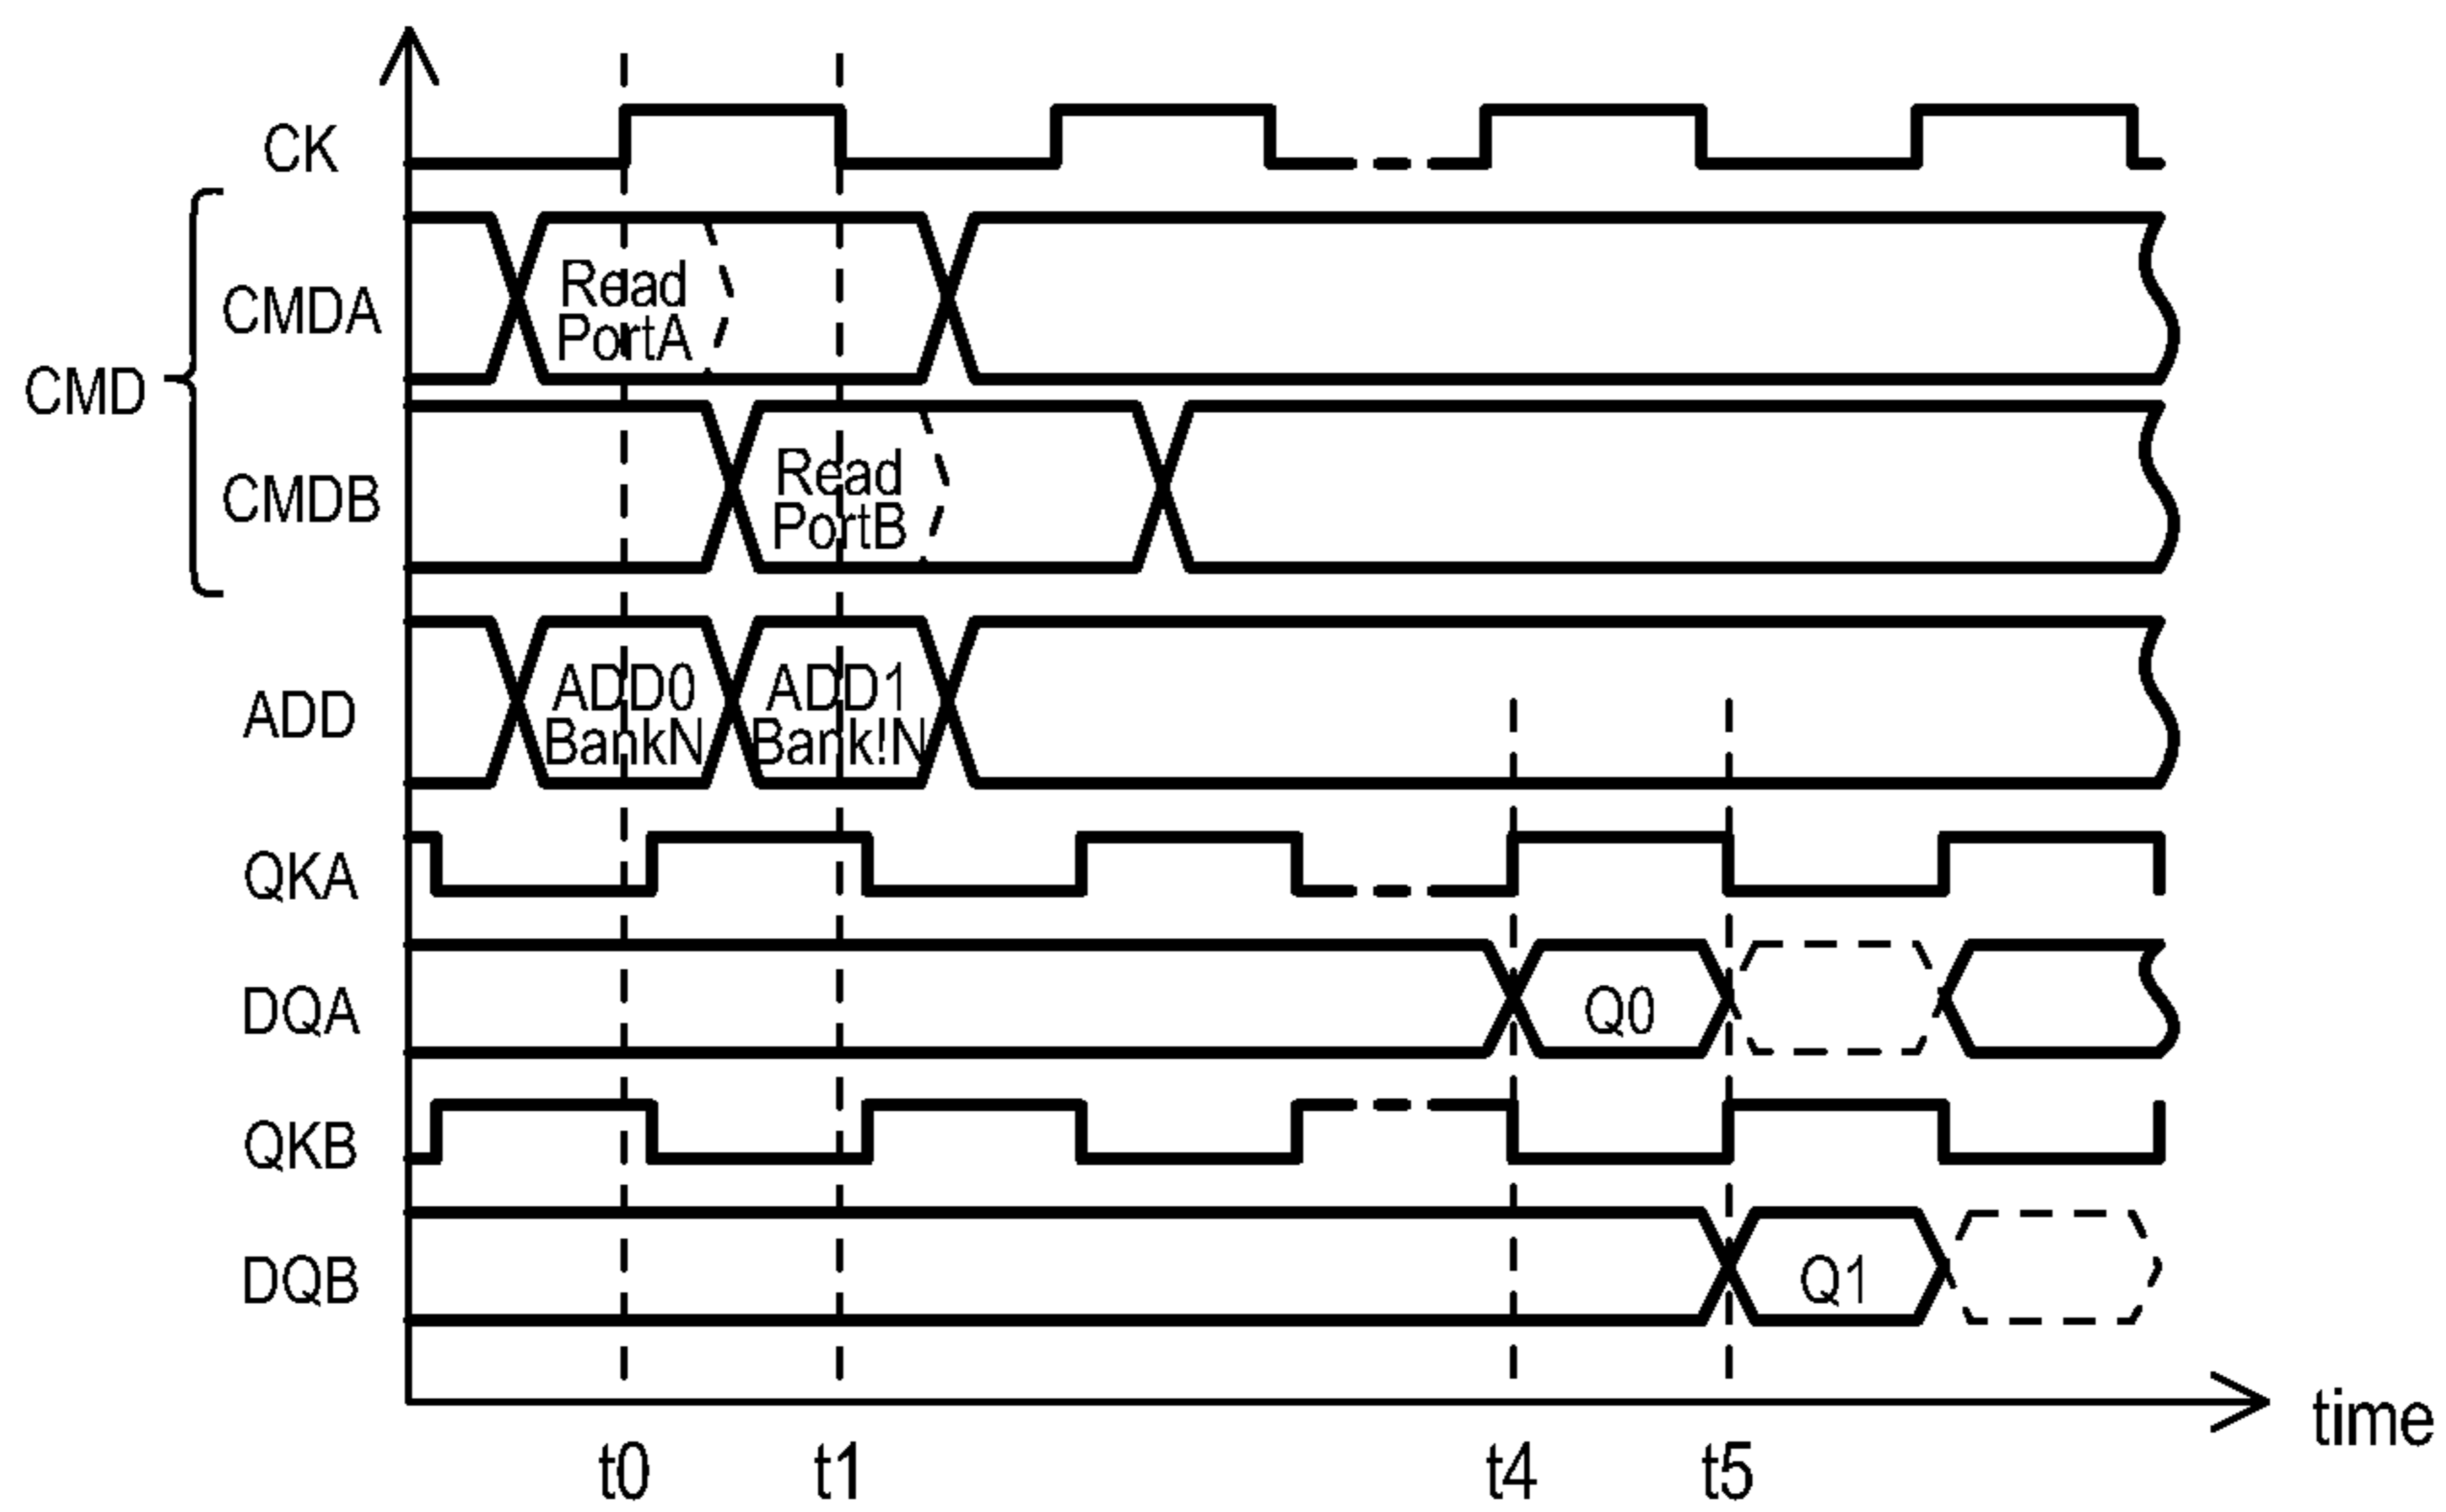 CK
CMD
CMDA
Read
PortA
CMDB
Read
PortB
ADD
ADD0
BankN
ADD1
Bank!N
QKA
DQA
Q0
QKB
DQB
Q1
time
t0
t1
t4
t5